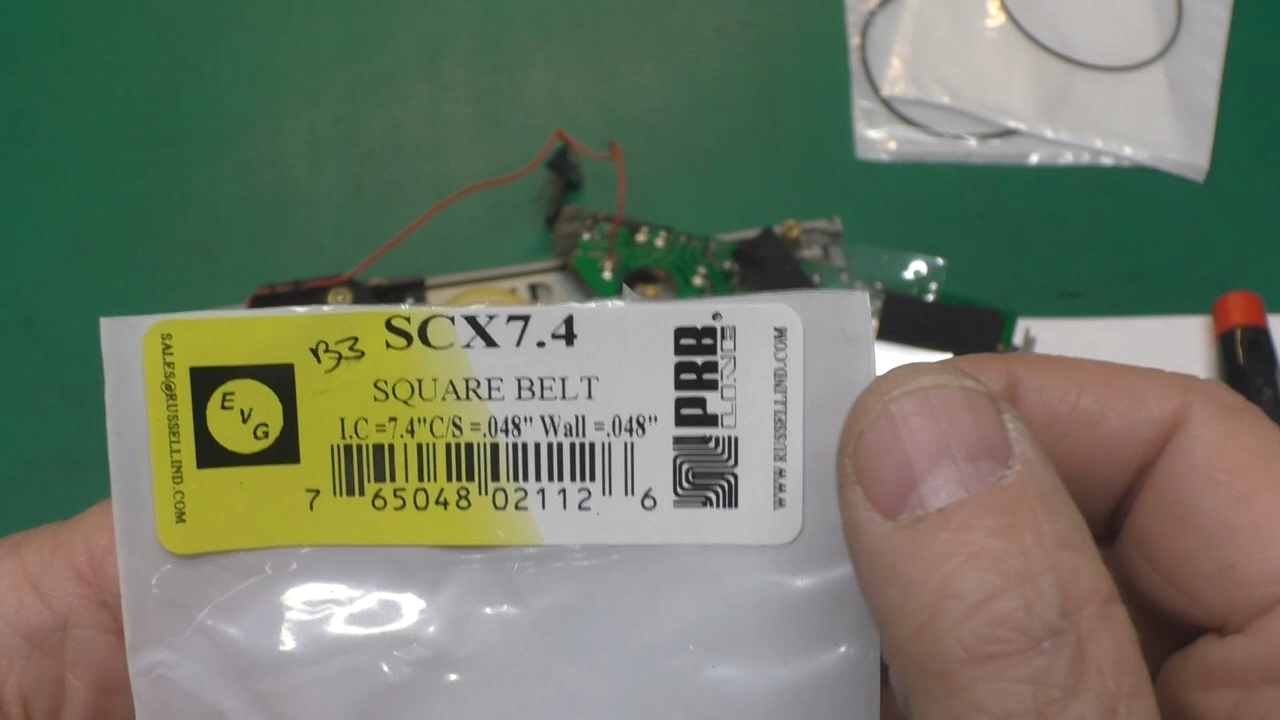 SALES@RUSSELLIND.COM
EVG
B3
SCX7.4
SQUARE BELT
I.C =7.4"C/S =.048" Wall =.048"
7 65048 02112 6
PRB®
LINE
WWW.RUSSELLIND.COM